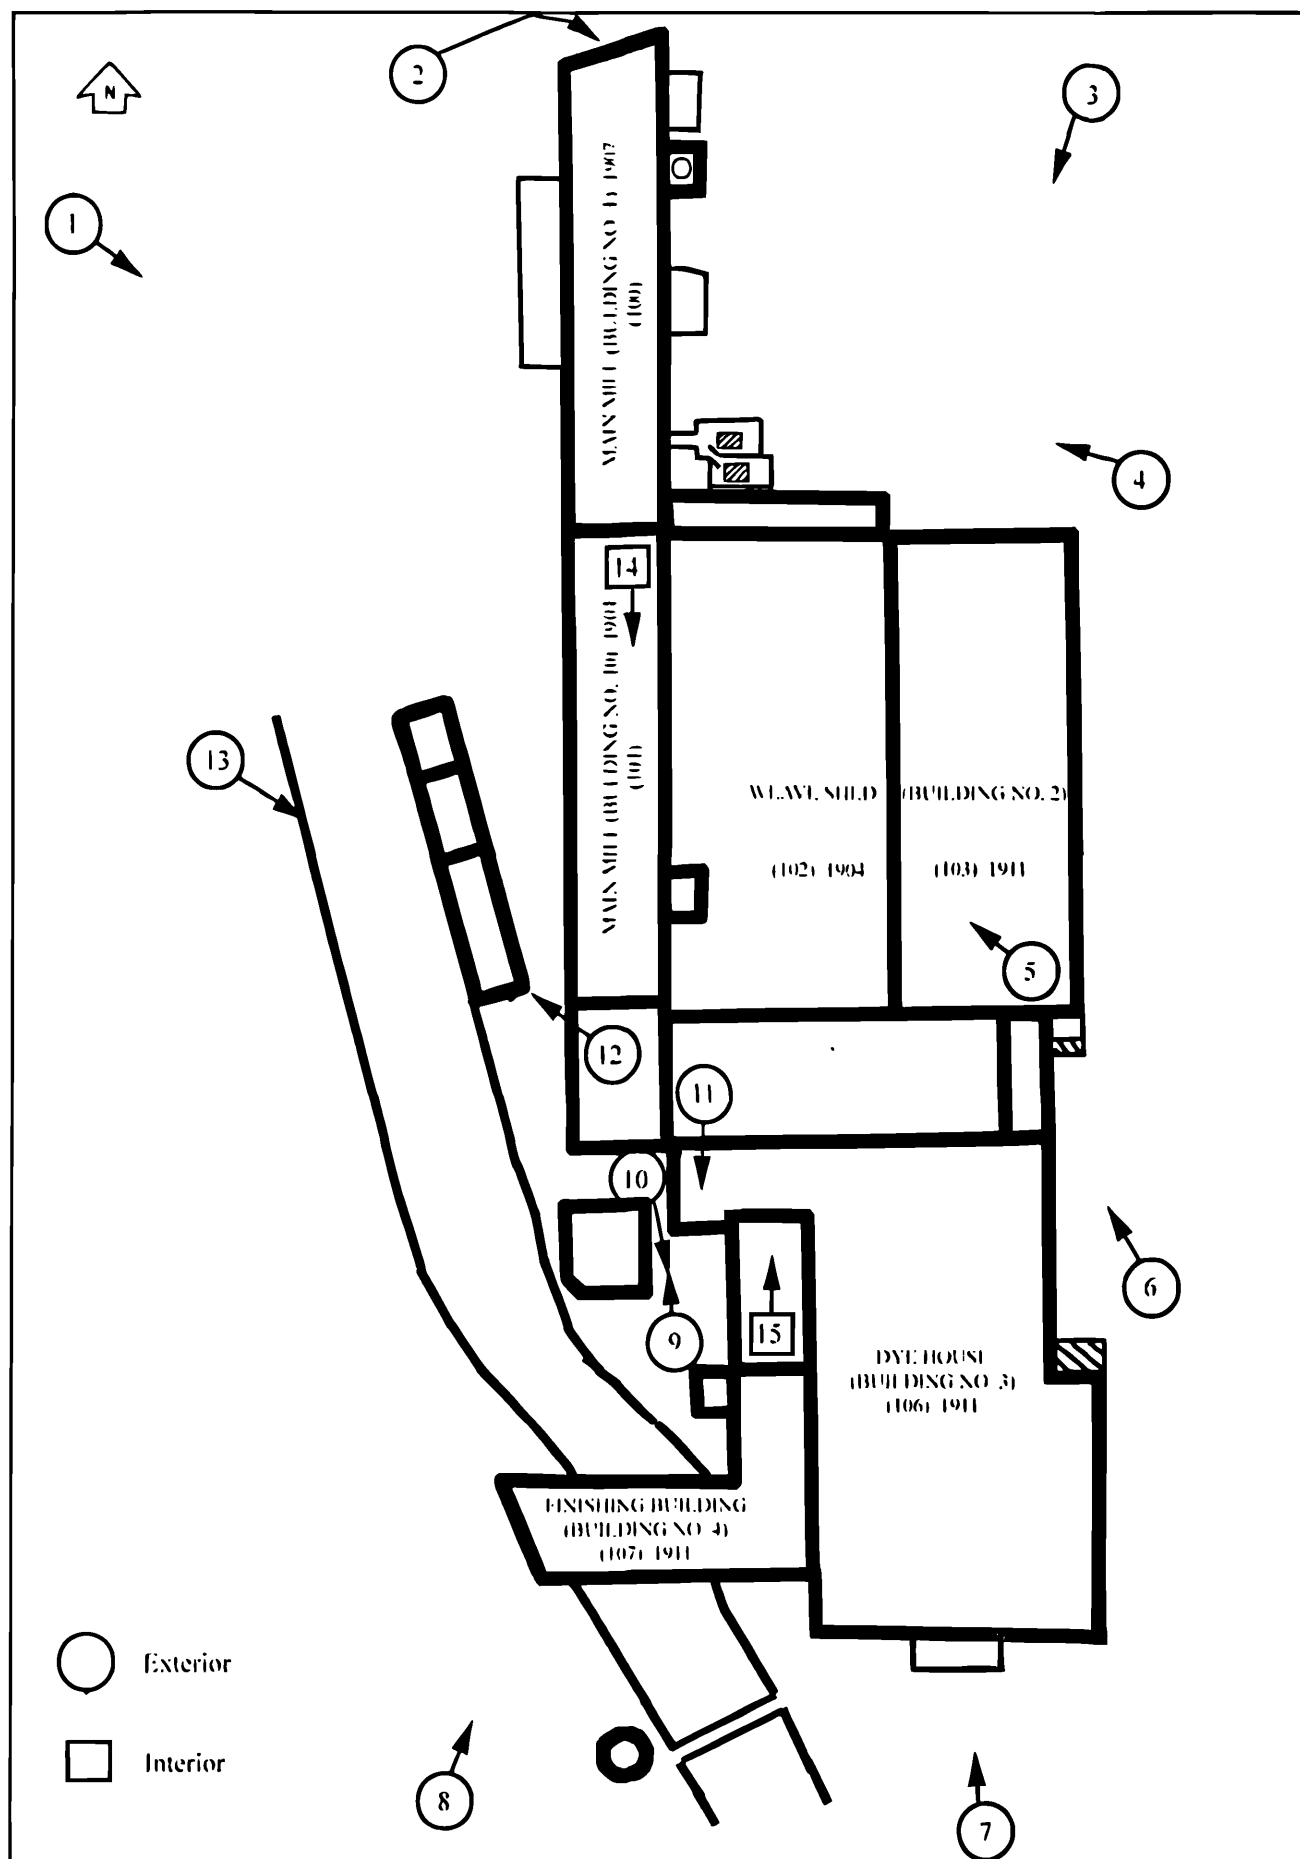 2
3
N
1
MAIN MILL (BUILDING NO. 1) 1907
(100)
4
14
MAIN MILL (BUILDING NO. 10) 1901
(101)
13
WEAVE SHED (BUILDING NO. 2)
(102) 1904 (103) 1911
5
12
11
10
6
9
15
DYE HOUSE
(BUILDING NO. 3)
(106) 1911
FINISHING BUILDING
(BUILDING NO. 4)
(107) 1911
Exterior
Interior
8
7